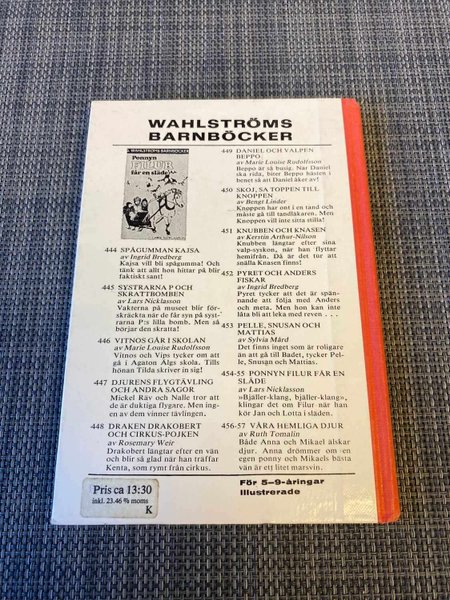 WAHLSTRÖMS
BARNBÖCKER
WAHLSTRÖMS BARNBÖCKER
Ponnyn
FILUR
får en släde
444 SPÅGUMMAN KAJSA
av Ingrid Bredberg
Kajsa vill bli spågumma! Och
tänk att allt hon hittar på blir
faktiskt sant!
445 SYSTRARNA P OCH
SKRATTBOMBEN
av Lars Nicklasson
Vakterna på museet blir för-
skräckta när de får syn på syst-
rarna P:s lilla bomb. Men så
börjar den skratta!
446 VITNOS GÅR I SKOLAN
av Marie Louise Rudolfsson
Vitnos och Vips tycker om att
gå i Agaton Älgs skola. Tills
hönan Tilda skriver in sig!
447 DJURENS FLYGTÄVLING
OCH ANDRA SAGOR
Mickel Räv och Nalle tror att
de är duktiga flygare. Men ing-
en av dem vinner tävlingen.
448 DRAKEN DRAKOBERT
OCH CIRKUS-POJKEN
av Rosemary Weir
Drakobert längtar efter en vän
och blir så glad när han träffar
Kenta, som rymt från cirkus.
449 DANIEL OCH VALPEN
BEPPO
av Marie Louise Rudolfsson
Beppo är så busig. När Daniel
ska rida, biter Beppo hästen i
benet så att Daniel åker av!
450 SKOJ, SA TOPPEN TILL
KNOPPEN
av Bengt Linder
Knoppen har ont i en tand och
måste gå till tandläkaren. Men
Knoppen vill inte sitta stilla!
451 KNUBBEN OCH KNASEN
av Kerstin Arthur-Nilson
Knubben längtar efter sina
valp-syskon, när han flyttar
hemifrån. Då är det tur att
snälla Knasen finns!
452 PYRET OCH ANDERS
FISKAR
av Ingrid Bredberg
Pyret tycker att det är spän-
nande att följa med Anders
och meta. Men hon kan inte
låta bli att leka med reven . . .
453 PELLE, SNUSAN OCH
MATTIAS
av Sylvia Mård
Det finns inget som är roligare
än att gå till Badet, tycker Pel-
le, Snusan och Mattias.
454-55 PONNYN FILUR FÅR EN
SLÄDE
av Lars Nicklasson
»Bjäller-klang, bjäller-klang»,
klingar det om Filur när han
kör Jan och Lotta i släden.
456-57 VÅRA HEMLIGA DJUR
av Ruth Tomalin
Både Anna och Mikael älskar
djur. Anna drömmer om en
egen ponny och Mikaels bästa
vän är ett litet marsvin.
För 5–9-åringar
Illustrerade
Pris ca 13:30
inkl. 23.46 % moms
K